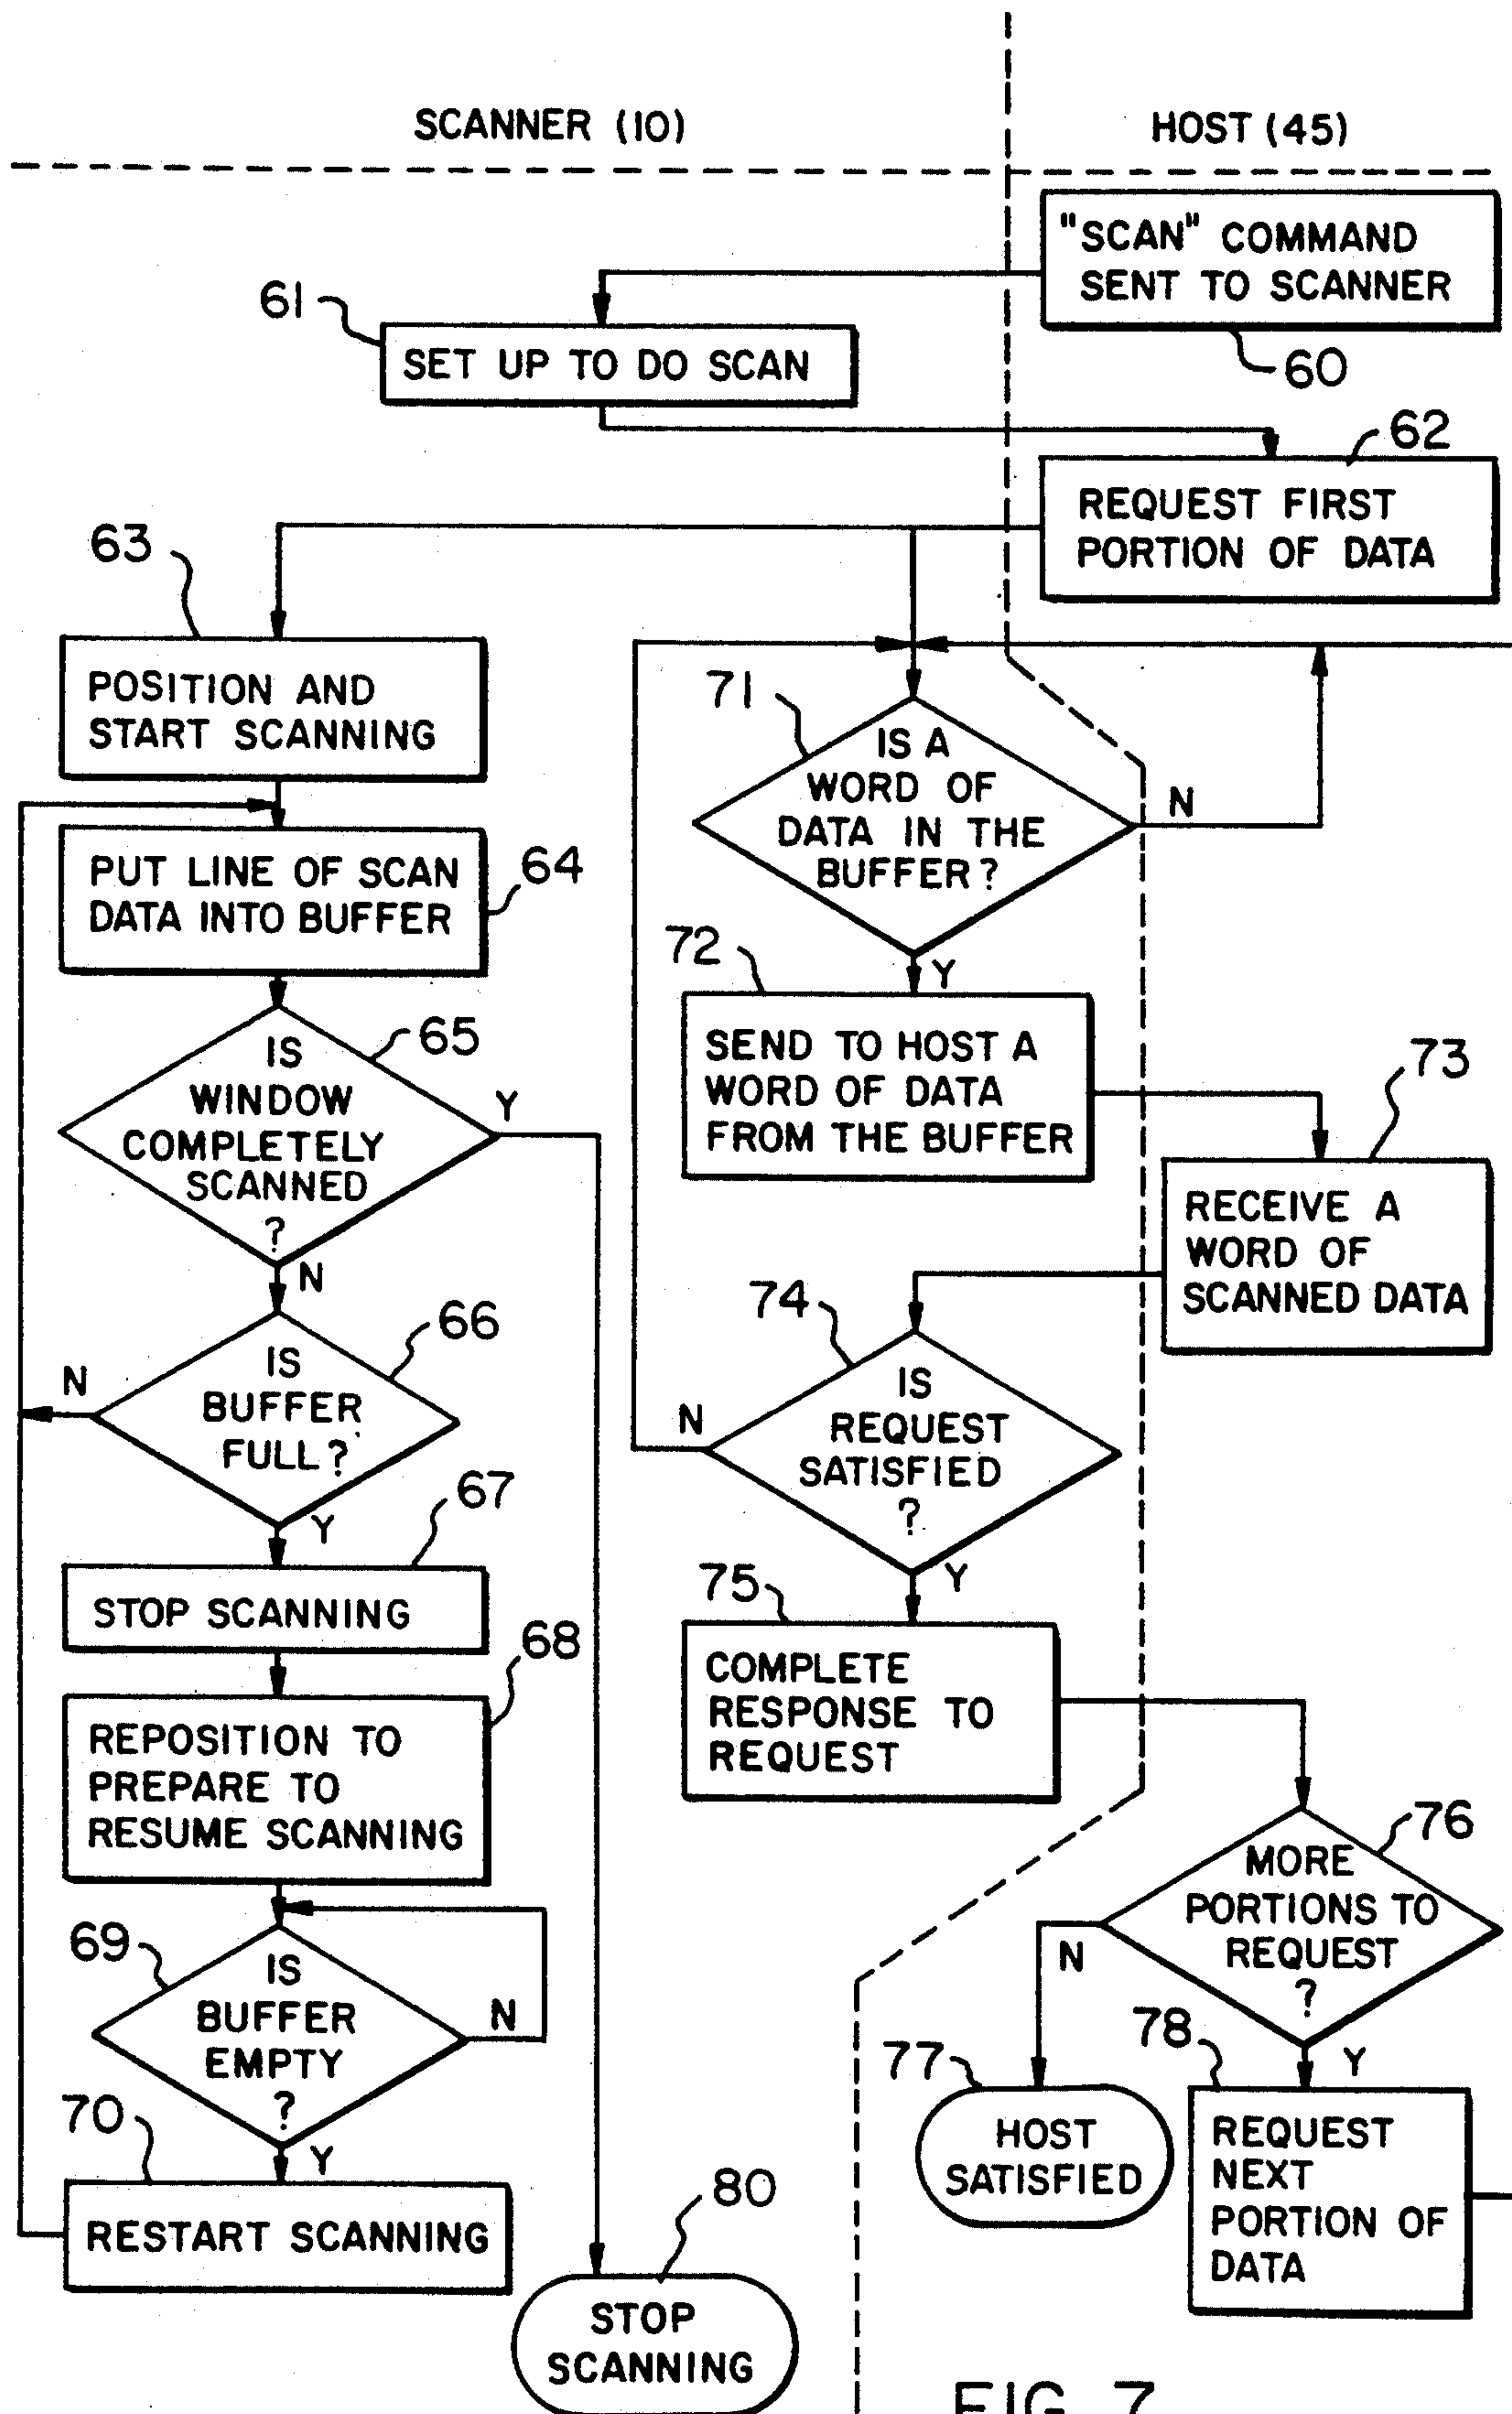 SCANNER (10)
HOST (45)
"SCAN" COMMAND
SENT TO SCANNER
60
61
SET UP TO DO SCAN
62
REQUEST FIRST
PORTION OF DATA
63
POSITION AND
START SCANNING
64
PUT LINE OF SCAN
DATA INTO BUFFER
65
IS
WINDOW
COMPLETELY
SCANNED
?
Y
N
66
IS
BUFFER
FULL?
N
Y
67
STOP SCANNING
68
REPOSITION TO
PREPARE TO
RESUME SCANNING
69
IS
BUFFER
EMPTY
?
N
Y
70
RESTART SCANNING
80
STOP
SCANNING
71
IS A
WORD OF
DATA IN THE
BUFFER?
N
Y
72
SEND TO HOST A
WORD OF DATA
FROM THE BUFFER
73
RECEIVE A
WORD OF
SCANNED DATA
74
IS
REQUEST
SATISFIED
?
N
Y
75
COMPLETE
RESPONSE TO
REQUEST
76
MORE
PORTIONS TO
REQUEST
?
N
Y
77
HOST
SATISFIED
78
REQUEST
NEXT
PORTION OF
DATA
FIG. 7